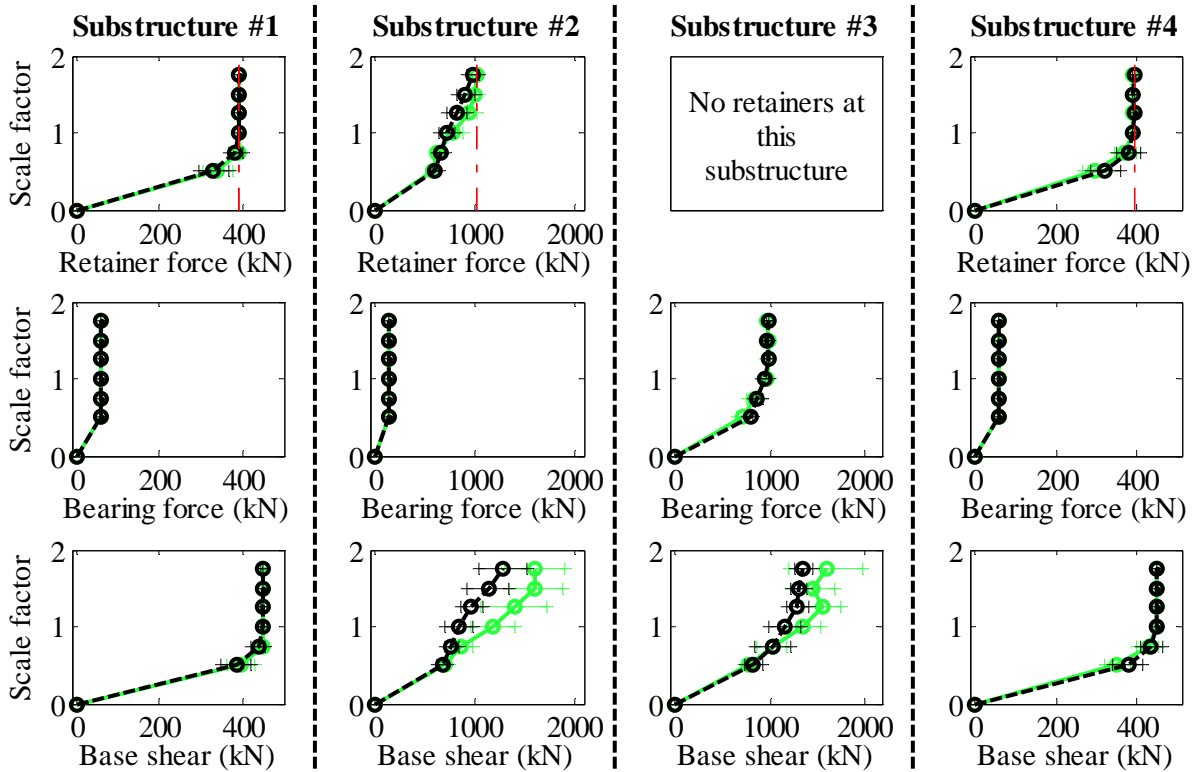 Substructure #1
Substructure #2
Substructure #3
Substructure #4
Scale factor
2
1
0
0 200 400
Retainer force (kN)
2
1
0
0 1000 2000
Retainer force (kN)
No retainers at
this
substructure
2
1
0
0 200 400
Retainer force (kN)
Scale factor
2
1
0
0 200 400
Bearing force (kN)
2
1
0
0 1000 2000
Bearing force (kN)
2
1
0
0 1000 2000
Bearing force (kN)
2
1
0
0 200 400
Bearing force (kN)
Scale factor
2
1
0
0 200 400
Base shear (kN)
2
1
0
0 1000 2000
Base shear (kN)
2
1
0
0 1000 2000
Base shear (kN)
2
1
0
0 200 400
Base shear (kN)